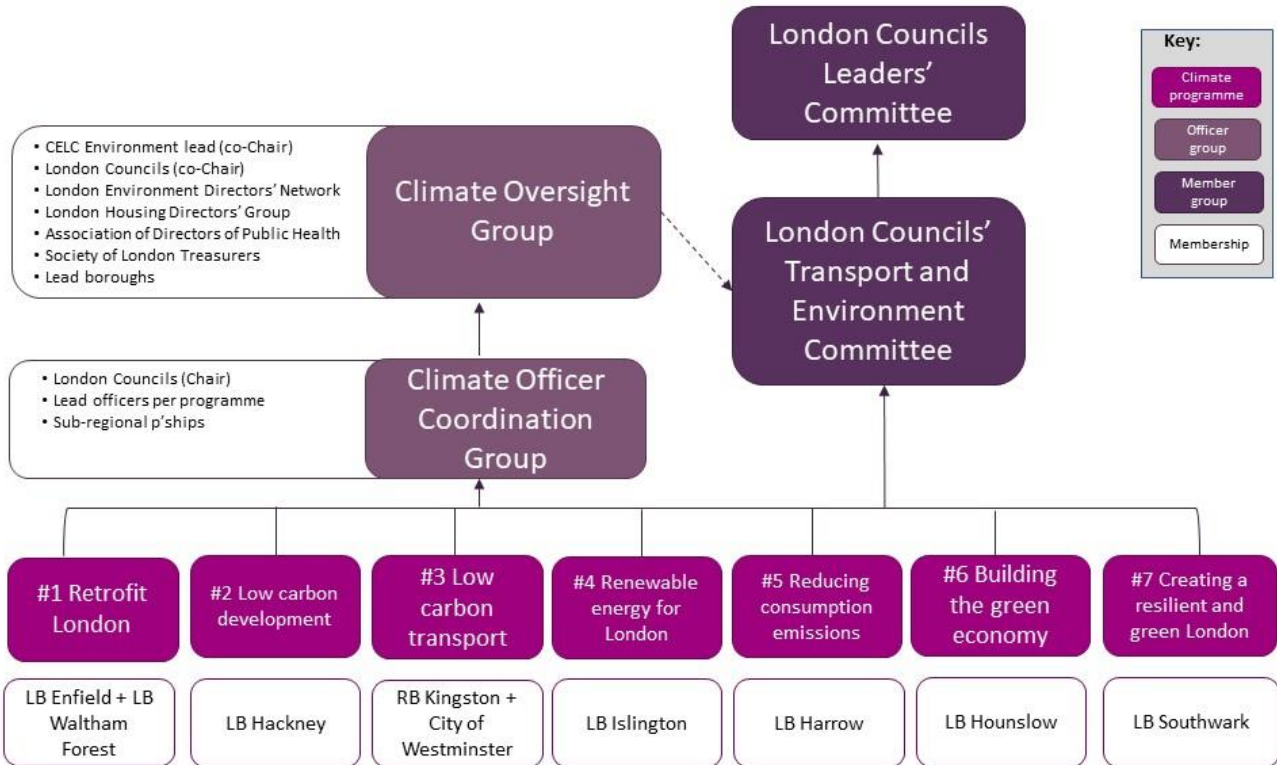 London Councils
Leaders’
Committee
Key:
Climate
programme
Officer
group
Member
group
Membership
• CELC Environment lead (co-Chair)
• London Councils (co-Chair)
• London Environment Directors’ Network
• London Housing Directors’ Group
• Association of Directors of Public Health
• Society of London Treasurers
• Lead boroughs
Climate Oversight
Group
London Councils’
Transport and
Environment
Committee
• London Councils (Chair)
• Lead officers per programme
• Sub-regional p’ships
Climate Officer
Coordination
Group
#1 Retrofit
London
#2 Low carbon
development
#3 Low
carbon
transport
#4 Renewable
energy for
London
#5 Reducing
consumption
emissions
#6 Building
the green
economy
#7 Creating a
resilient and
green London
LB Enfield + LB
Waltham
Forest
LB Hackney
RB Kingston +
City of
Westminster
LB Islington
LB Harrow
LB Hounslow
LB Southwark